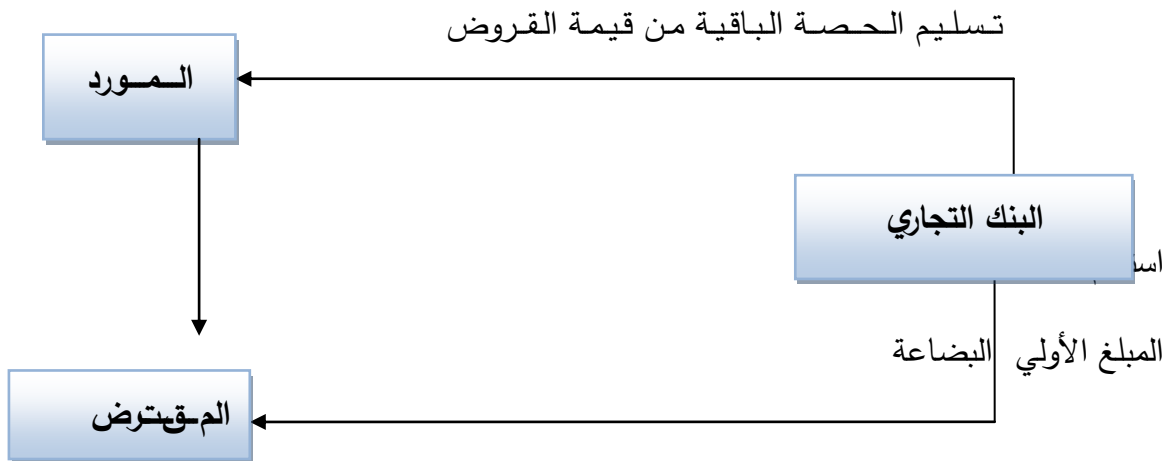 تسليم الحصة الباقية من قيمة القروض
المورد
البنك التجاري
المبلغ الأولي البضاعة
المقترض